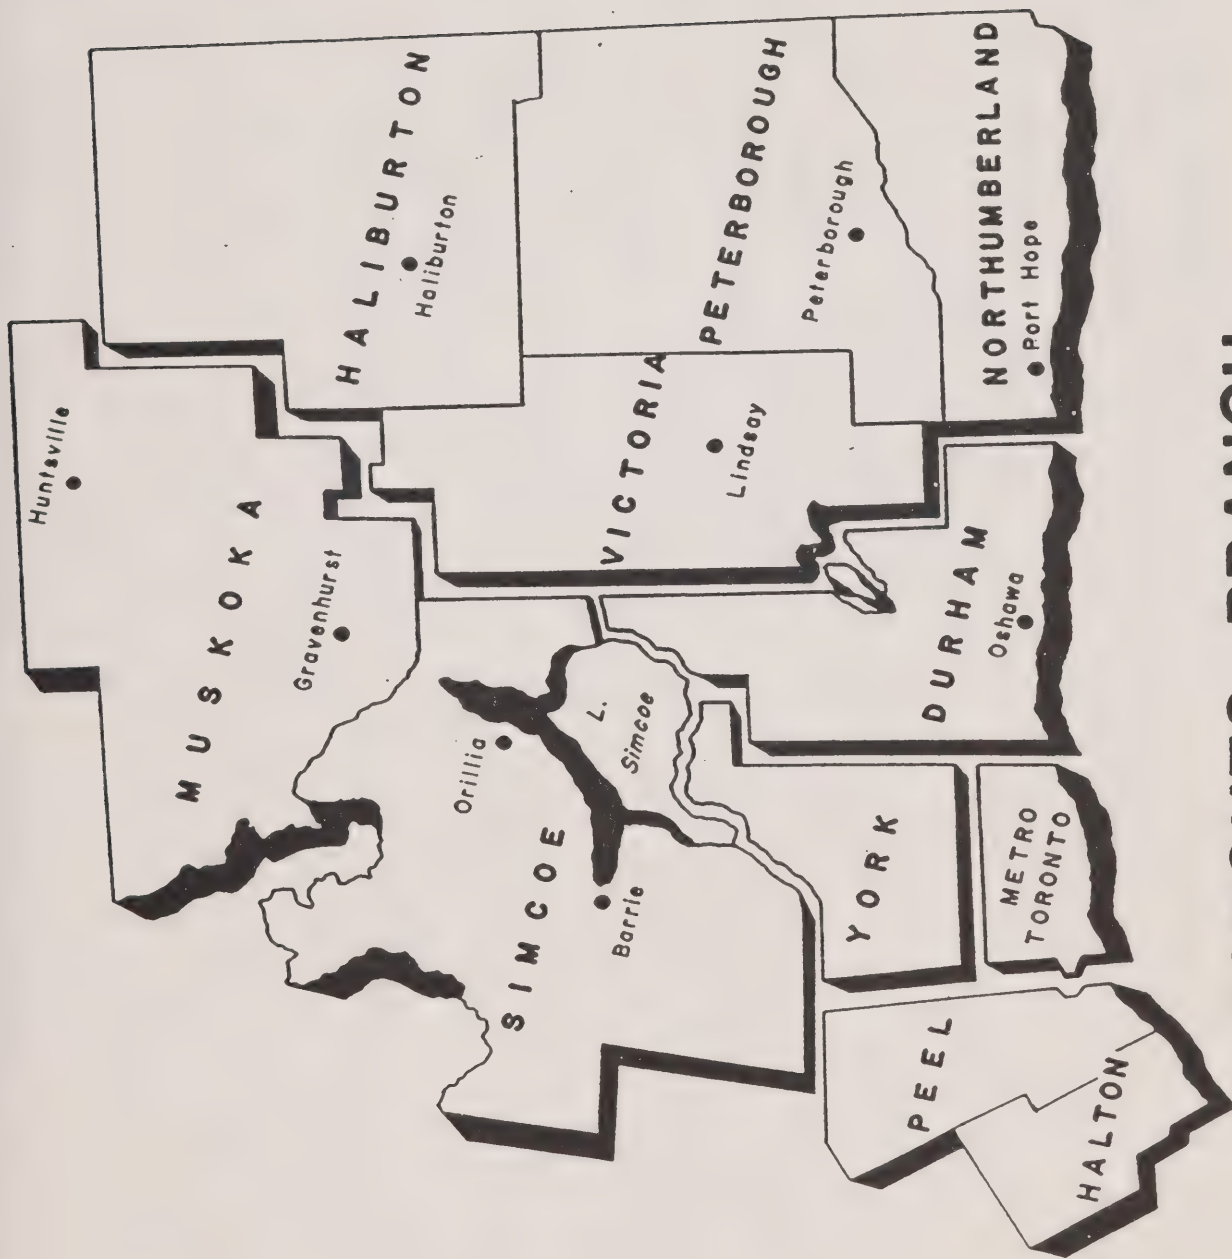 Huntsville
MUSKOKA
Gravenhurst
HALIBURTON
Haliburton
Orillia
L.
Simcoe
SIMCOE
Barrie
VICTORIA
Lindsay
PETERBOROUGH
Peterborough
NORTHUMBERLAND
Port Hope
DURHAM
Oshawa
YORK
METRO
TORONTO
PEEL
HALTON